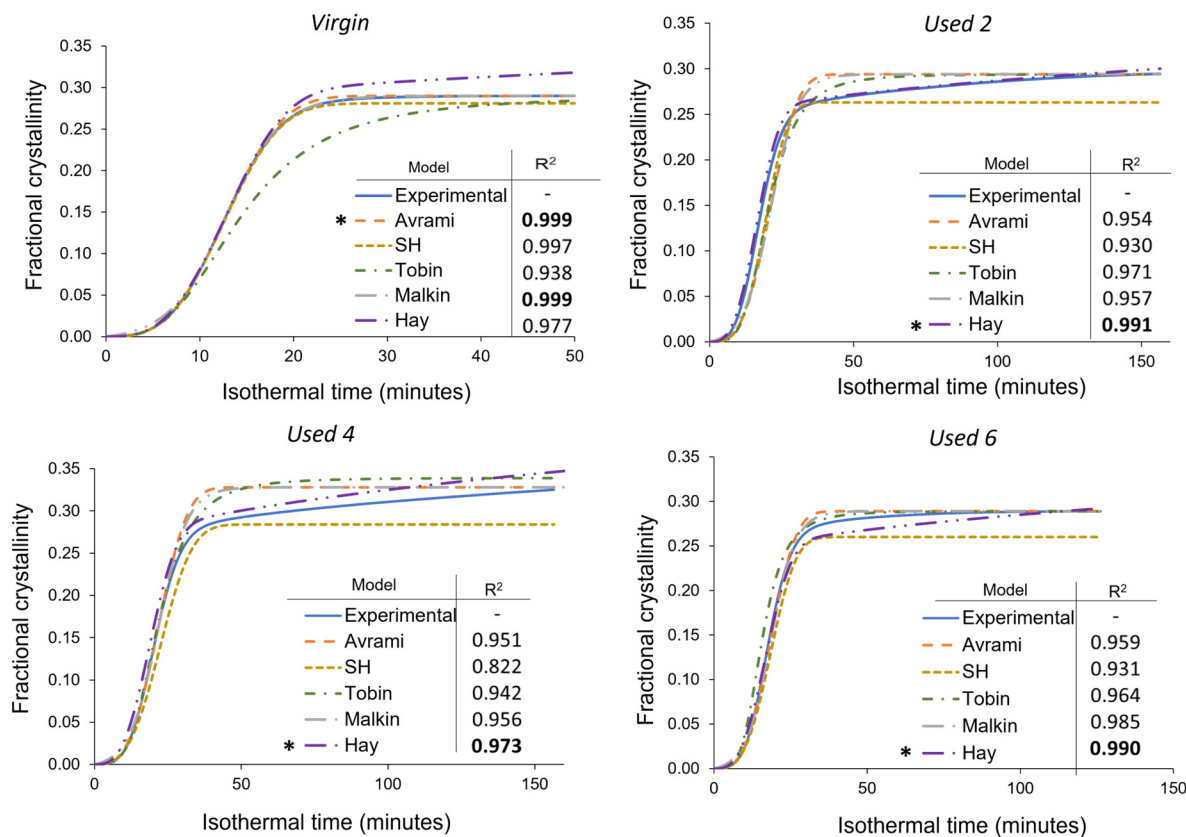 Virgin
0.35
0.30
0.25
0.20
0.15
0.10
0.05
0.00
Fractional crystallinity
Model R²
Experimental -
* Avrami 0.999
SH 0.997
Tobin 0.938
Malkin 0.999
Hay 0.977
0 10 20 30 40 50
Isothermal time (minutes)
Used 2
0.35
0.30
0.25
0.20
0.15
0.10
0.05
0.00
Fractional crystallinity
Model R²
Experimental -
Avrami 0.954
SH 0.930
Tobin 0.971
Malkin 0.957
* Hay 0.991
0 50 100 150
Isothermal time (minutes)
Used 4
0.35
0.30
0.25
0.20
0.15
0.10
0.05
0.00
Fractional crystallinity
Model R²
Experimental -
Avrami 0.951
SH 0.822
Tobin 0.942
Malkin 0.956
* Hay 0.973
0 50 100 150
Isothermal time (minutes)
Used 6
0.35
0.30
0.25
0.20
0.15
0.10
0.05
0.00
Fractional crystallinity
Model R²
Experimental -
Avrami 0.959
SH 0.931
Tobin 0.964
Malkin 0.985
* Hay 0.990
0 50 100 150
Isothermal time (minutes)